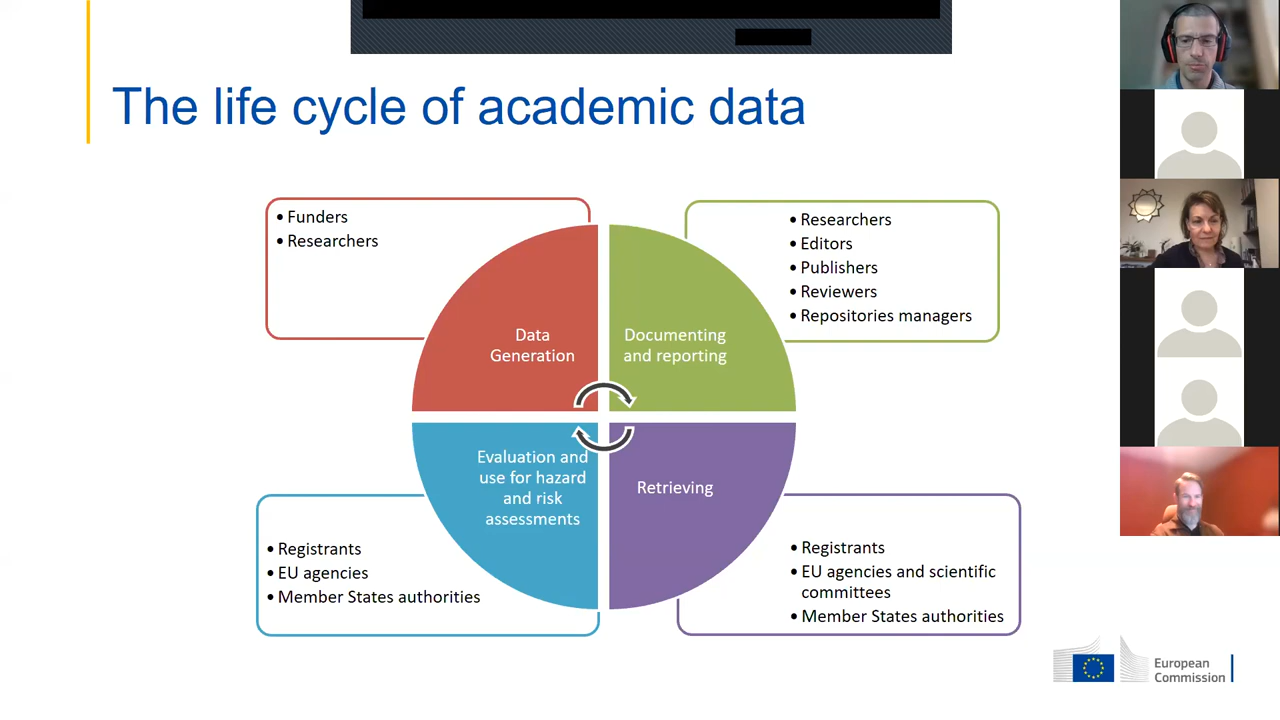 The life cycle of academic data
• Funders
• Researchers
• Researchers
• Editors
• Publishers
• Reviewers
• Repositories managers
Data
Generation
Documenting
and reporting
Evaluation and
use for hazard
and risk
assessments
Retrieving
• Registrants
• EU agencies
• Member States authorities
• Registrants
• EU agencies and scientific
committees
• Member States authorities
European
Commission